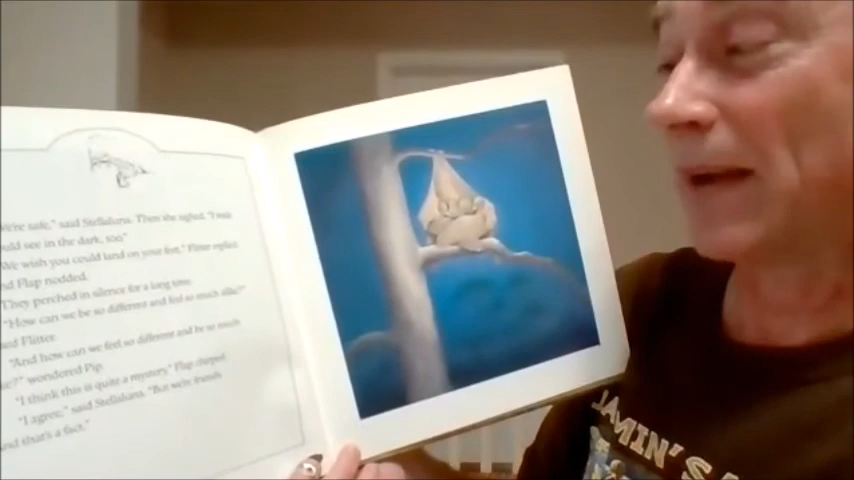 we're safe," said Stellaluna. Then she sighed. "I wish
could see in the dark, too."
"We wish you could land on your feet," Flitter replied.
and Flap nodded.
They perched in silence for a long time.
"How can we be so different and feel so much alike?"
sed Flitter.
"And how can we feel so different and be so much
ke?" wondered Pip.
"I think this is quite a mystery," Flap chirped.
"I agree," said Stellaluna. "But we're friends
And that's a fact."
JAMIN'S